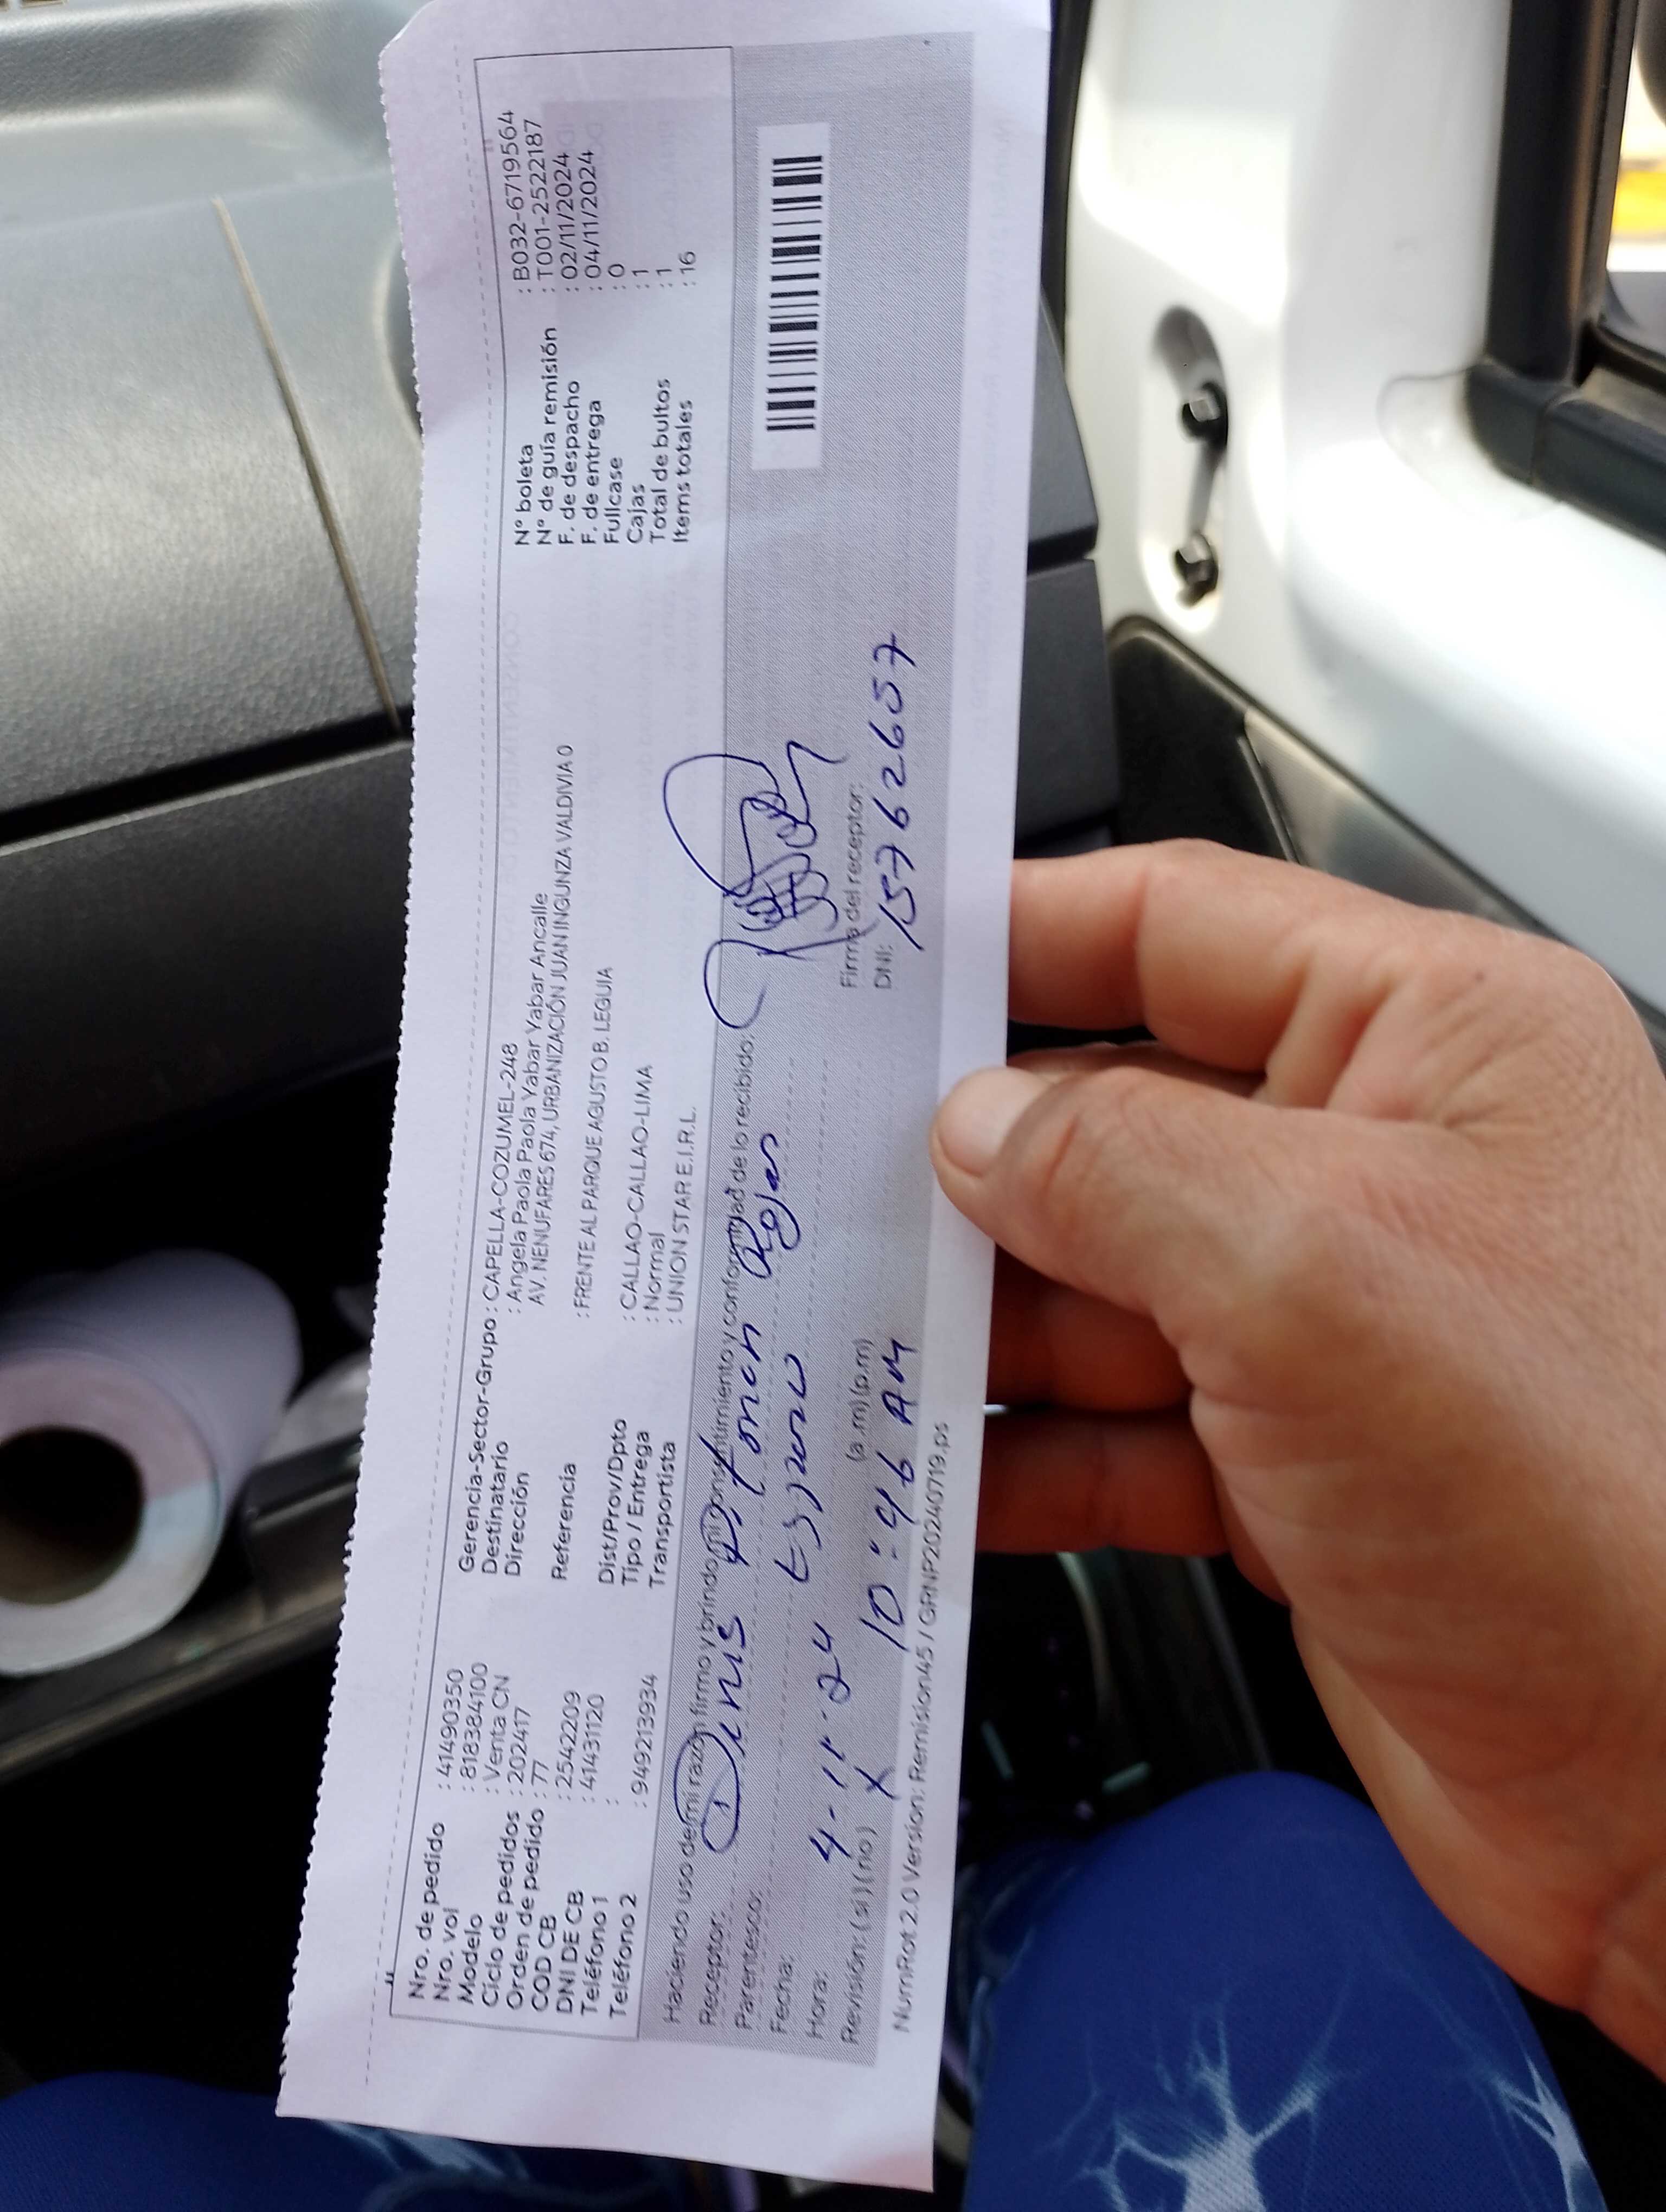 Nro. de pedido : 41490350
Nro. vol : 818384100
Modelo : Venta CN
Ciclo de pedidos : 202417
Orden de pedido : 77
COD CB : 25422209
DNI DE CB : 41431120
Teléfono 1 :
Teléfono 2 : 949213934
Gerencia-Sector-Grupo : CAPELLA-COZUMEL-248
Destinatario : Angela Paola Paola Yabar Yabar Ancalle
Dirección AV. NENUFARES 674, URBANIZACIÓN JUAN INGUNZA VALDIVIA 0
Referencia : FRENTE AL PARQUE AGUSTO B. LEGUIA
Dist/Prov/Dpto : CALLAO-CALLAO-LIMA
Tipo / Entrega : Normal
Transportista : UNION STAR E.I.R.L.
N° boleta : B032-6719564
N° de guía remisión : T001-2522187
F. de despacho : 02/11/2024
F. de entrega : 04/11/2024
Fullcase : 0
Cajas : 1
Total de bultos : 1
Items totales : 16
Haciendo uso de mi razón firmo y brindo mi consentimiento y conformidad de lo recibido:
Receptor:
Parentesco:
Fecha: 4-11-24
Hora: 10:46 AM (a.m) (p.m)
Revisión: (si) (no) X
Firma del receptor:
DNI: 15762657
NumRot 2.0 Version: Remision45 / GRNP20240719.ps